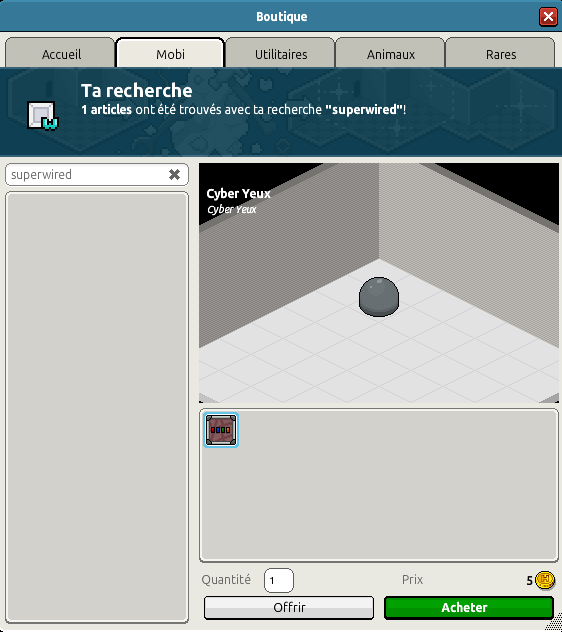 Boutique
Accueil
Mobi
Utilitaires
Animaux
Rares
Ta recherche
1 articles ont été trouvés avec ta recherche "superwired"!
superwired
Cyber Yeux
Cyber Yeux
Quantité
1
Prix
5
Offrir
Acheter